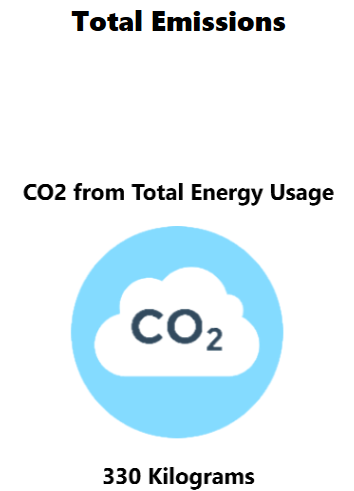 Total Emissions
CO2 from Total Energy Usage
CO₂
330 Kilograms